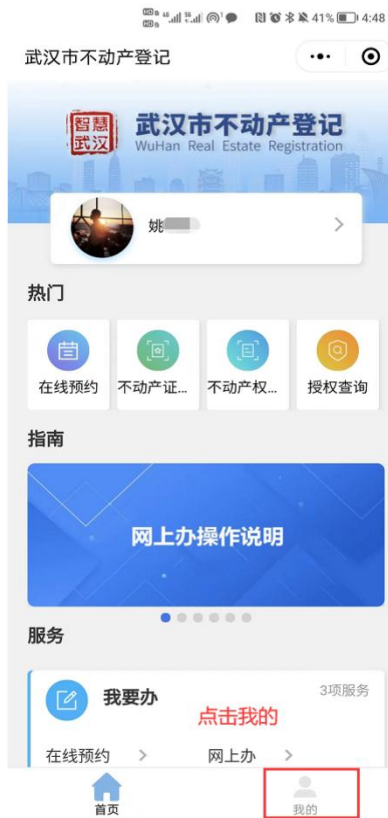 41% 4:48
武汉市不动产登记
智慧
武汉
武汉市不动产登记
WuHan Real Estate Registration
姚
热门
在线预约 不动产证... 不动产权... 授权查询
指南
网上办操作说明
服务
我要办 3项服务
点击我的
在线预约 网上办
首页 我的